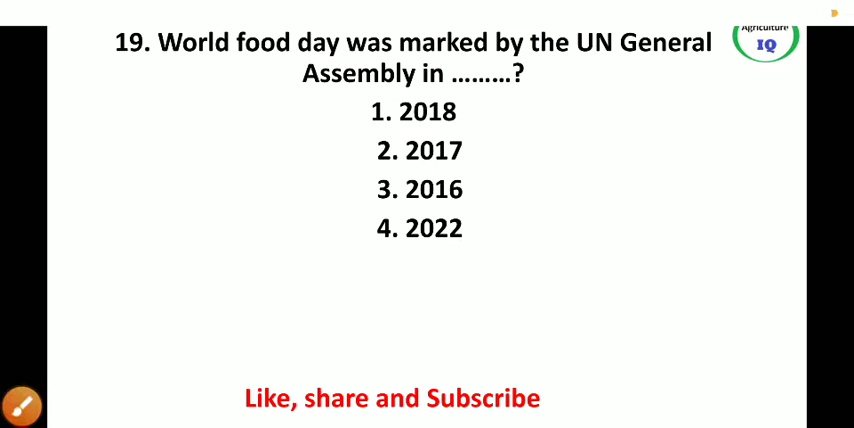 19. World food day was marked by the UN General
Assembly in .........?
1. 2018
2. 2017
3. 2016
4. 2022
Agriculture
IQ
Like, share and Subscribe